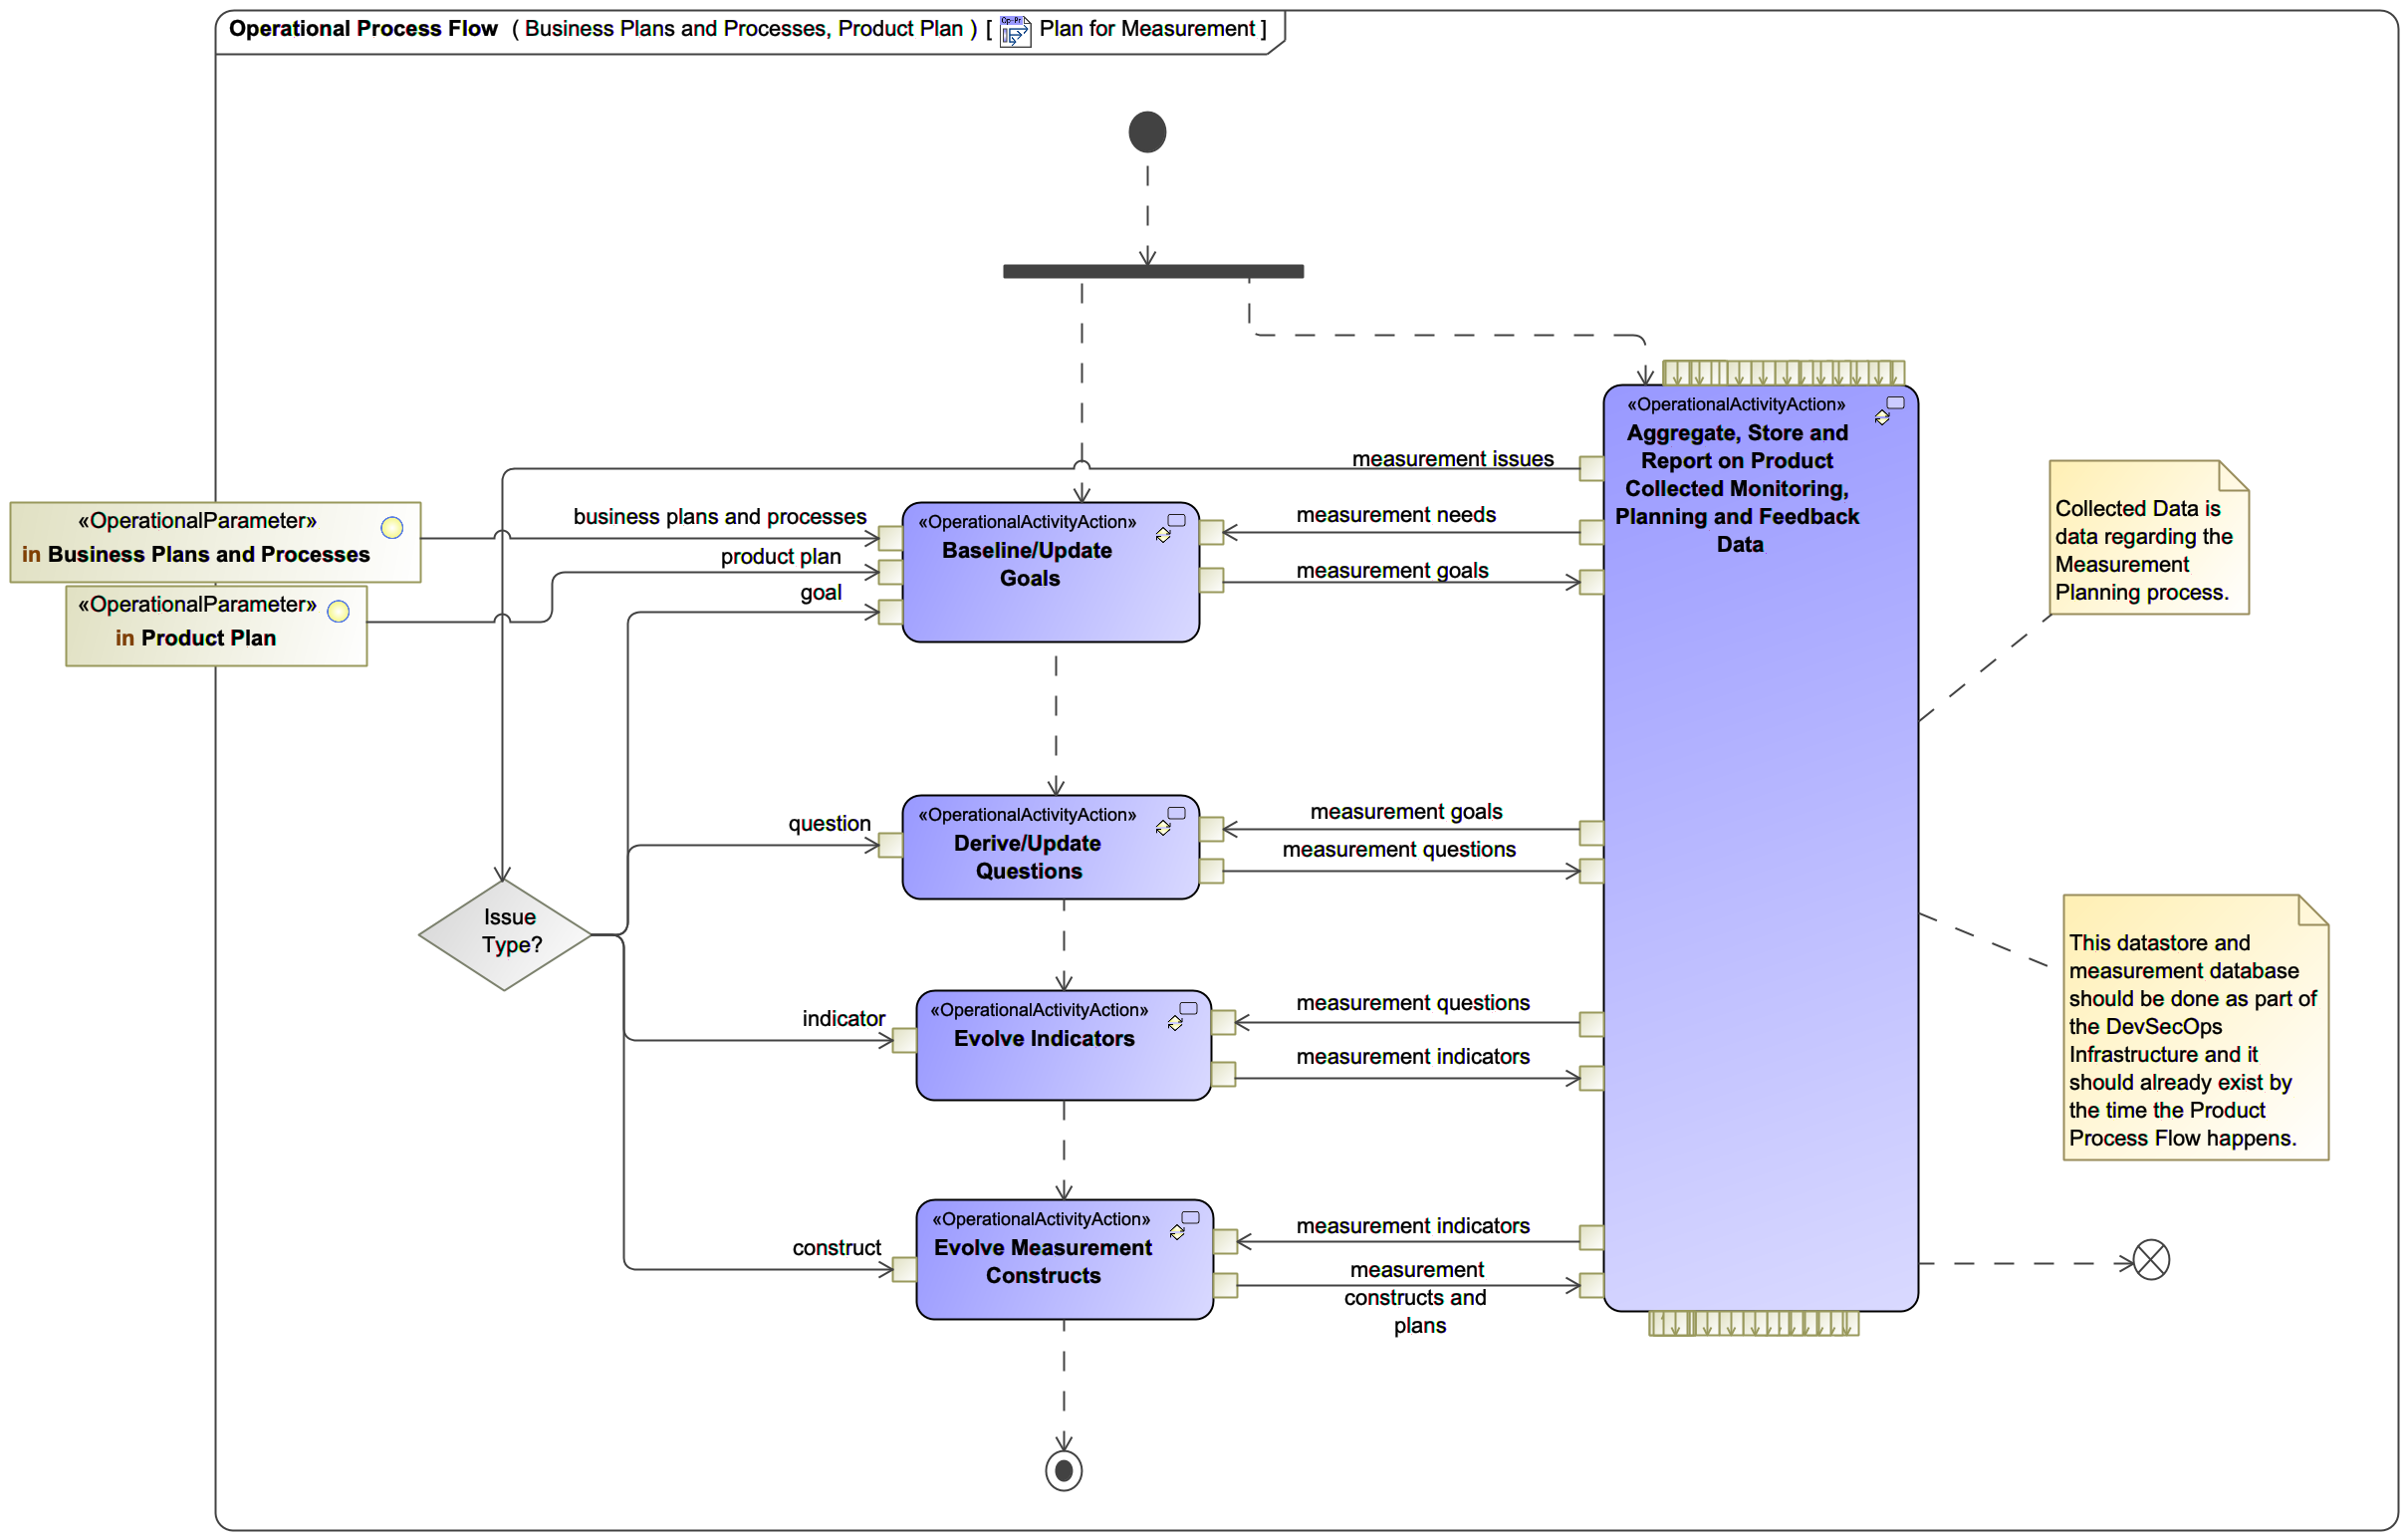 Operational Process Flow ( Business Plans and Processes, Product Plan ) [ Op-Pr Plan for Measurement ]
«OperationalActivityAction»
Aggregate, Store and
Report on Product
Collected Monitoring,
Planning and Feedback
Data
measurement issues
«OperationalParameter»
in Business Plans and Processes
«OperationalParameter»
in Product Plan
business plans and processes
product plan
goal
«OperationalActivityAction»
Baseline/Update
Goals
measurement needs
measurement goals
Collected Data is
data regarding the
Measurement
Planning process.
question
«OperationalActivityAction»
Derive/Update
Questions
measurement goals
measurement questions
Issue
Type?
indicator
«OperationalActivityAction»
Evolve Indicators
measurement questions
measurement indicators
This datastore and
measurement database
should be done as part of
the DevSecOps
Infrastructure and it
should already exist by
the time the Product
Process Flow happens.
construct
«OperationalActivityAction»
Evolve Measurement
Constructs
measurement indicators
measurement
constructs and
plans